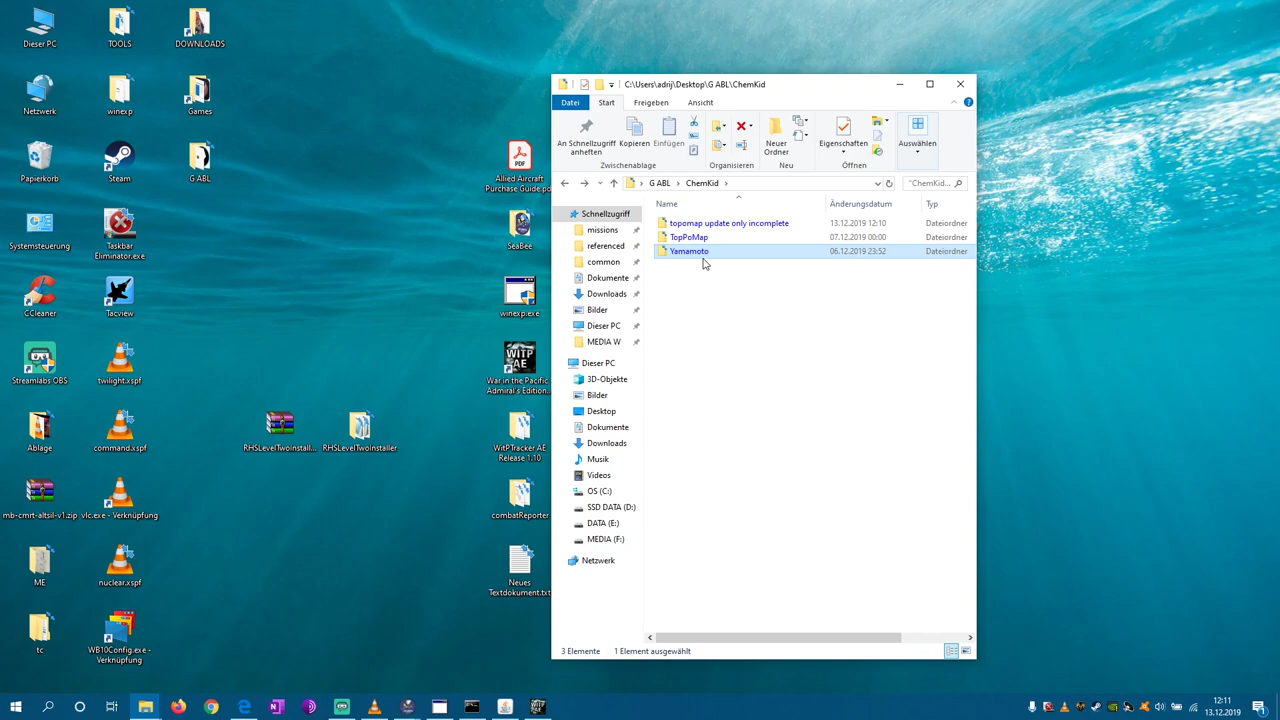 Dieser PC
TOOLS
DOWNLOADS
Netzwerk
winexp
Games
Papierkorb
Steam
G ABL
Allied Aircraft
Purchase Guide.pd
Systemsteuerung
Taskbar
Eliminator.exe
SeaBee
CCleaner
Tacview
winexp.exe
Streamlabs OBS
twilight.xspf
WITP
AE
War in the Pacific
Admiral's Edition...
Ablage
command.xspf
RHSLevelTwoinstall...
RHSLevelTwoinstaller
WitPTracker AE
Release 1.10
mb-cmrt-altsil-v1.zip
vlc.exe - Verknüpfung
combatReporter
ME
nuclear.xspf
Neues
Textdokument.txt
tc
WB10Config.exe -
Verknüpfung
C:\Users\adrij\Desktop\G ABL\ChemKid
Datei
Start
Freigeben
Ansicht
An Schnellzugriff
anheften
Kopieren
Einfügen
Neuer
Ordner
Eigenschaften
Auswählen
Zwischenablage
Organisieren
Neu
Öffnen
G ABL
ChemKid
"ChemKid...
Name
Änderungsdatum
Typ
topomap update only incomplete 13.12.2019 12:10 Dateiordner
TopPoMap 07.12.2019 00:00 Dateiordner
Yamamoto 06.12.2019 23:52 Dateiordner
Schnellzugriff
missions
referenced
common
Dokumente
Downloads
Bilder
Dieser PC
MEDIA W
Dieser PC
3D-Objekte
Bilder
Desktop
Dokumente
Downloads
Musik
Videos
OS (C:)
SSD DATA (D:)
DATA (E:)
MEDIA (F:)
Netzwerk
3 Elemente
1 Element ausgewählt
12:11
13.12.2019